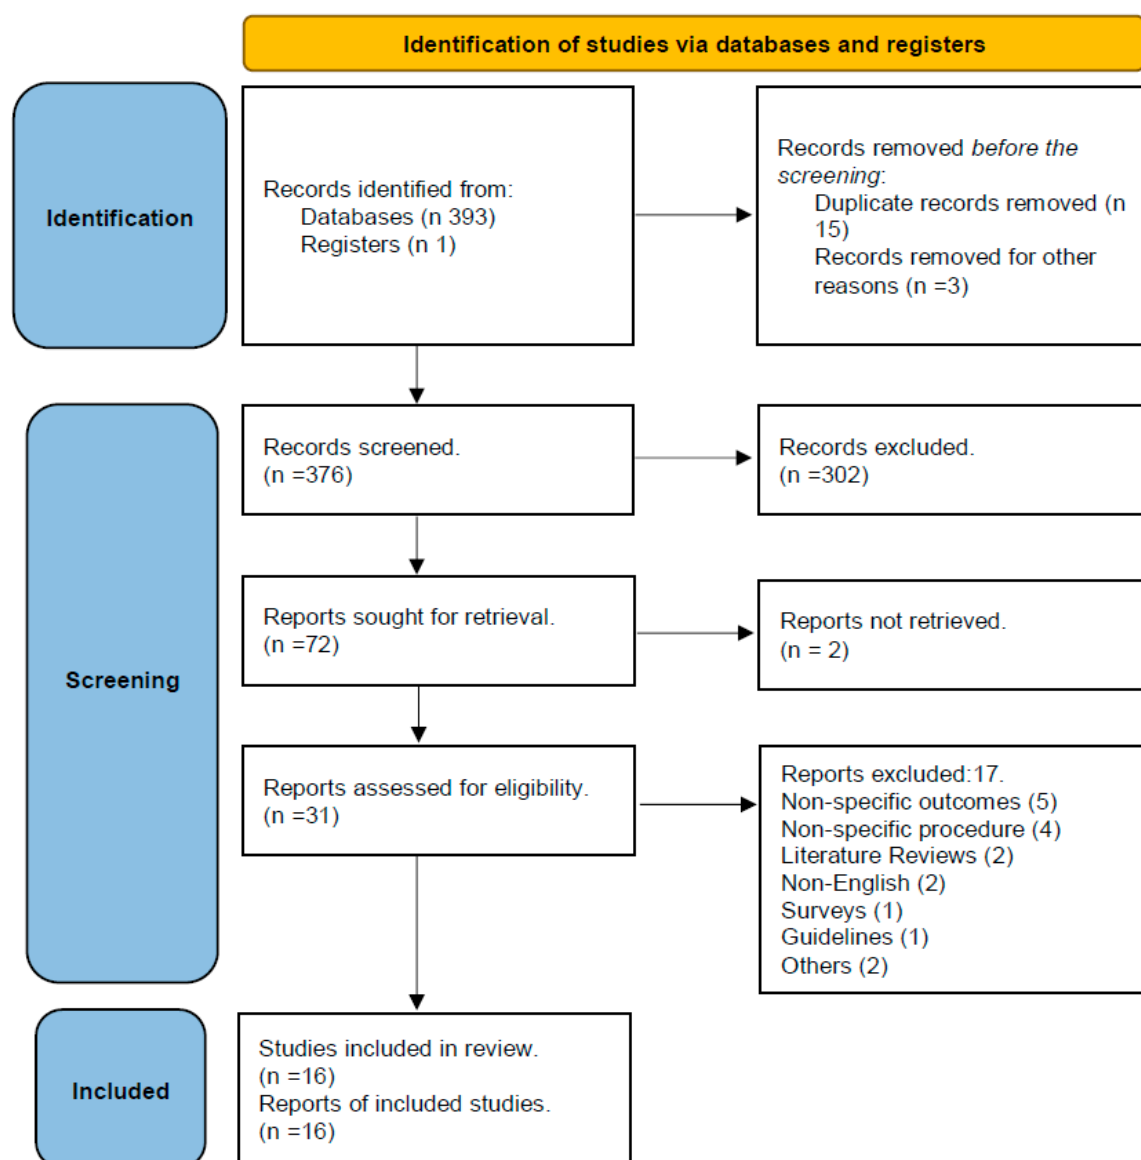 Identification of studies via databases and registers
Identification
Records identified from:
Databases (n 393)
Registers (n 1)
Records removed before the
screening:
Duplicate records removed (n
15)
Records removed for other
reasons (n =3)
Screening
Records screened.
(n =376)
Records excluded.
(n =302)
Reports sought for retrieval.
(n =72)
Reports not retrieved.
(n = 2)
Reports assessed for eligibility.
(n =31)
Reports excluded:17.
Non-specific outcomes (5)
Non-specific procedure (4)
Literature Reviews (2)
Non-English (2)
Surveys (1)
Guidelines (1)
Others (2)
Included
Studies included in review.
(n =16)
Reports of included studies.
(n =16)